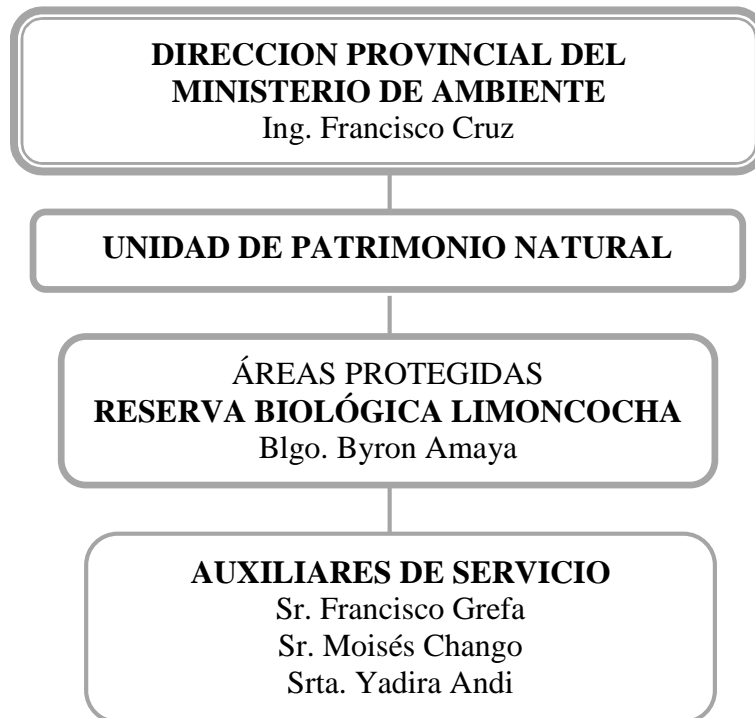 DIRECCION PROVINCIAL DEL
MINISTERIO DE AMBIENTE
Ing. Francisco Cruz
UNIDAD DE PATRIMONIO NATURAL
ÁREAS PROTEGIDAS
RESERVA BIOLÓGICA LIMONCOCHA
Blgo. Byron Amaya
AUXILIARES DE SERVICIO
Sr. Francisco Grefa
Sr. Moisés Chango
Srta. Yadira Andi